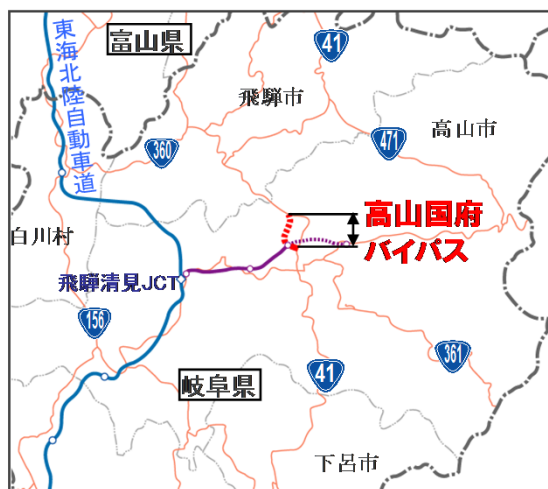 富山県
東海北陸自動車道
41
飛騨市
高山市
471
360
白川村
高山国府
バイパス
飛騨清見JCT
156
361
41
岐阜県
下呂市